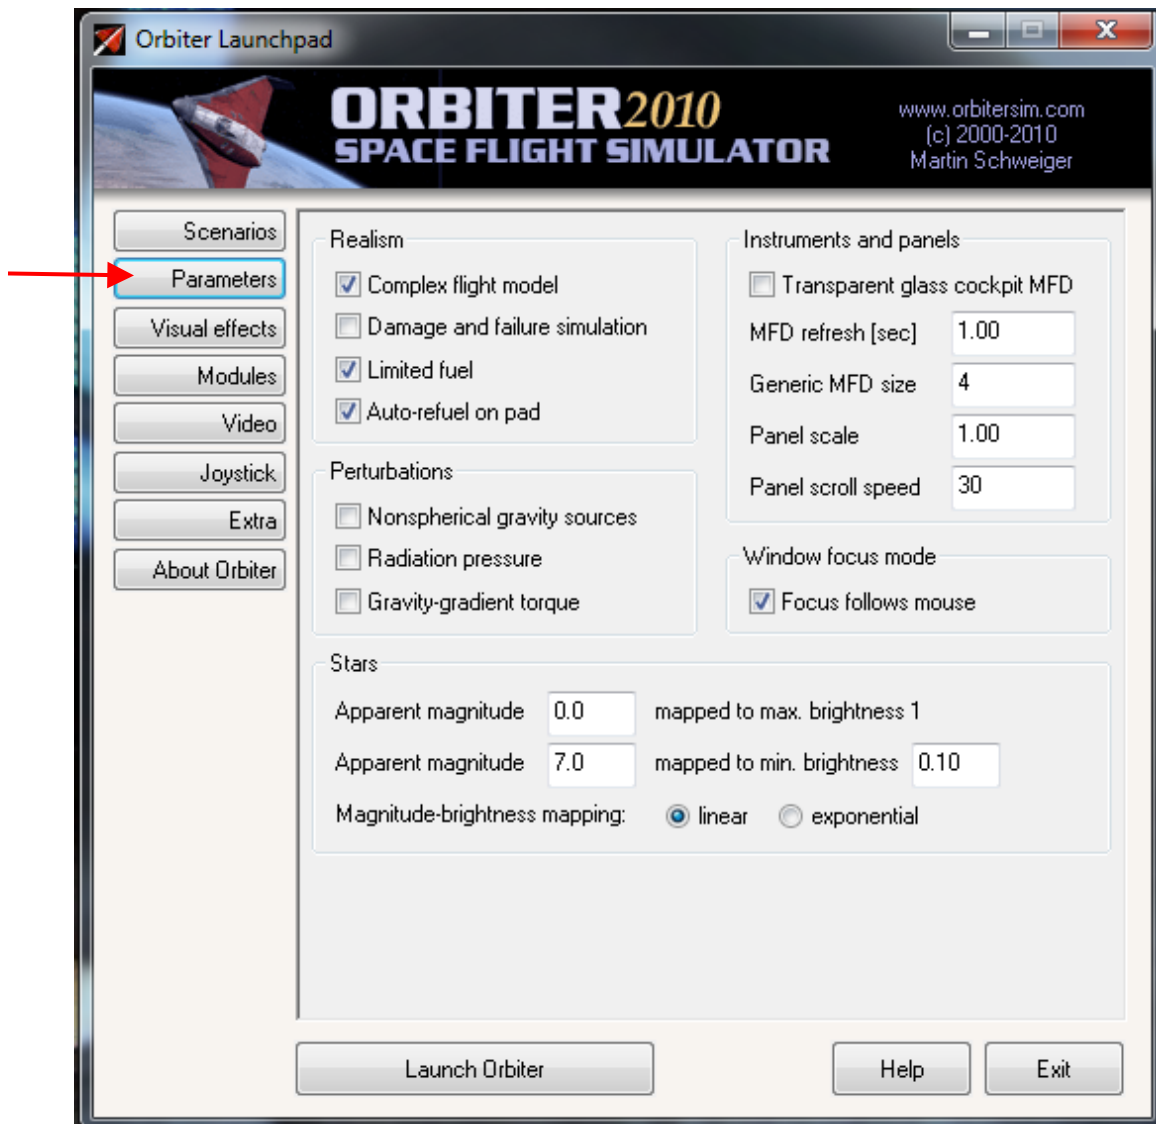 Orbiter Launchpad
ORBITER2010
SPACE FLIGHT SIMULATOR
www.orbitersim.com
(c) 2000-2010
Martin Schweiger
Scenarios
Parameters
Visual effects
Modules
Video
Joystick
Extra
About Orbiter
Realism
Complex flight model
Damage and failure simulation
Limited fuel
Auto-refuel on pad
Perturbations
Nonspherical gravity sources
Radiation pressure
Gravity-gradient torque
Instruments and panels
Transparent glass cockpit MFD
MFD refresh [sec] 1.00
Generic MFD size 4
Panel scale 1.00
Panel scroll speed 30
Window focus mode
Focus follows mouse
Stars
Apparent magnitude 0.0 mapped to max. brightness 1
Apparent magnitude 7.0 mapped to min. brightness 0.10
Magnitude-brightness mapping: linear exponential
Launch Orbiter
Help
Exit